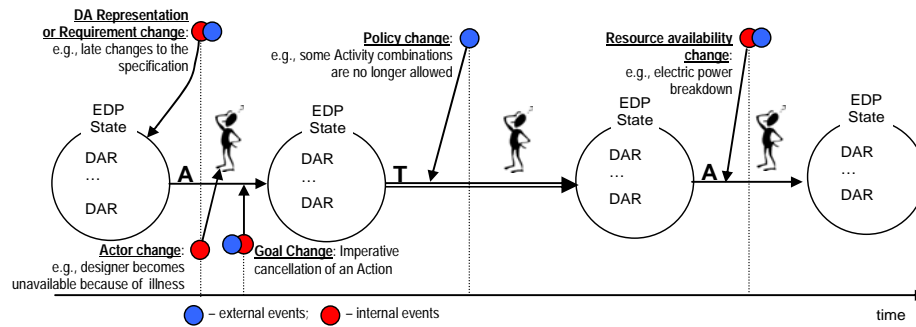 DA Representation
or Requirement change:
e.g., late changes to the
specification
Policy change:
e.g., some Activity combinations
are no longer allowed
Resource availability
change:
e.g., electric power
breakdown
EDP
State
DAR
...
DAR
A
EDP
State
DAR
...
DAR
T
EDP
State
DAR
...
DAR
A
EDP
State
DAR
...
DAR
Actor change:
e.g., designer becomes
unavailable because of illness
Goal Change: Imperative
cancellation of an Action
– external events; – internal events
time